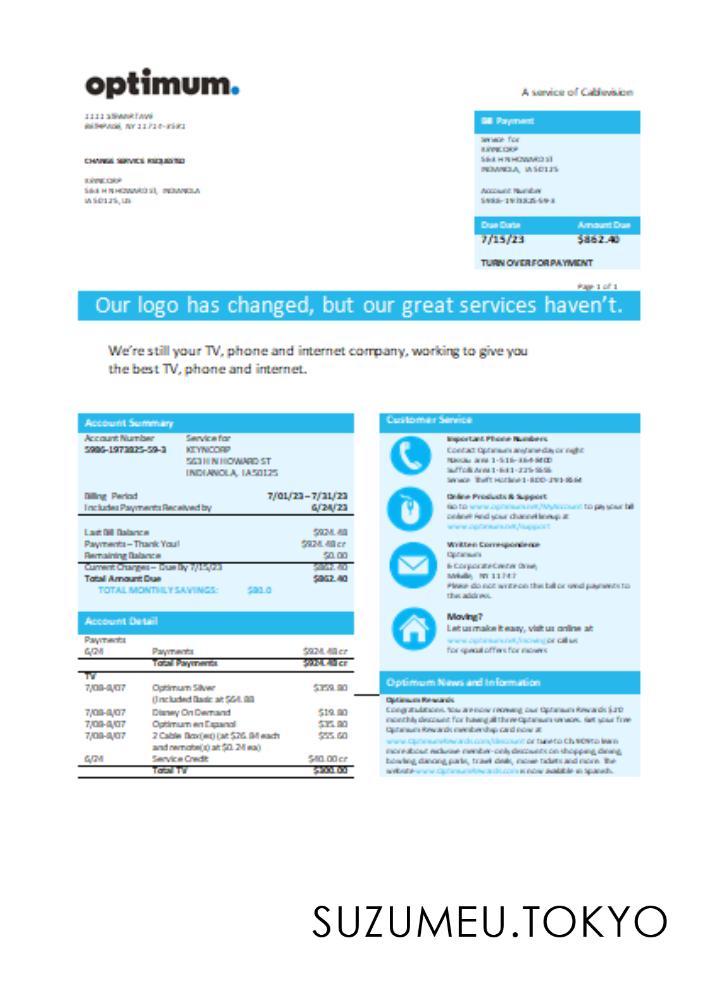 optimum.
A service of Cablevision
1111 STEWART AVE
BETHPAGE, NY 11714-3581
CHANGE SERVICE REQUESTED
KEYNCORP
563 H N HOWARD ST, INDIANOLA
IA 50125, US
Bill Payment
Service for
KEYNCORP
563 H N HOWARD ST
INDIANOLA, IA 50125
Account Number
5986-1973825-59-3
Due Date Amount Due
7/15/23 $862.40
TURN OVER FOR PAYMENT
Page 1 of 1
Our logo has changed, but our great services haven't.
We're still your TV, phone and internet company, working to give you
the best TV, phone and internet.
Account Summary
Account Number Service for
5986-1973825-59-3 KEYNCORP
563 H N HOWARD ST
INDIANOLA, IA 50125
Billing Period 7/01/23 – 7/31/23
Includes Payments Received by 6/24/23
Last Bill Balance $924.48
Payments – Thank You! $924.48 cr
Remaining Balance $0.00
Current Charges – Due By 7/15/23 $862.40
Total Amount Due $862.40
TOTAL MONTHLY SAVINGS: $80.0
Account Detail
Payments
6/24 Payments $924.48 cr
Total Payments $924.48 cr
TV
7/08-8/07 Optimum Silver $359.80
(Included Basic at $64.88
7/08-8/07 Disney On Demand $19.80
7/08-8/07 Optimum en Espanol $35.80
7/08-8/07 2 Cable Box(es) (at $26.84 each $55.60
and remote(s) at $0.24 ea)
6/24 Service Credit $40.00 cr
Total TV $300.00
Customer Service
Important Phone Numbers
Contact Optimum anytime day or night
Nassau area 1-516-364-8400
Suffolk Area 1-631-225-5555
Service Theft Hotline 1-800-291-8564
Online Products & Support
Go to www.optimum.net/MyAccount to pay your bill
online! Find your channel lineup at
www.optimum.net/support
Written Correspondence
Optimum
6 Corporate Center Drive,
Melville, NY 11747
Please do not write on this bill or send payments to
this address.
Moving?
Let us make it easy, visit us online at
www.optimum.net/moving or call us
for special offers for movers
Optimum News and Information
Optimum Rewards
Congratulations. You are now receiving our Optimum Rewards $20
monthly discount for having all three Optimum services. Get your free
Optimum Rewards membership card now at
www.OptimumRewards.com/discount or tune to Ch. 909 to learn
more about exclusive member-only discounts on shopping, dining,
bowling, dancing, parks, travel deals, movie tickets and more. The
website www.OptimumRewards.com is now available in Spanish.
SUZUMEU.TOKYO